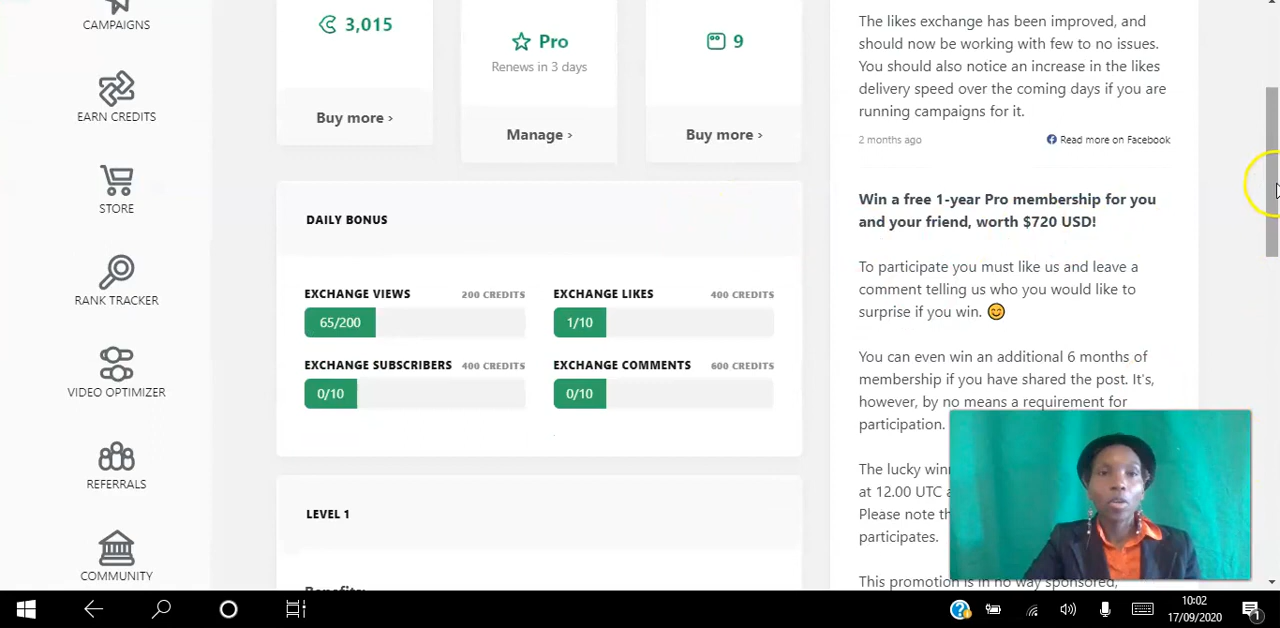 CAMPAIGNS
EARN CREDITS
STORE
RANK TRACKER
VIDEO OPTIMIZER
REFERRALS
COMMUNITY
3,015
Buy more ›
Pro
Renews in 3 days
Manage ›
9
Buy more ›
DAILY BONUS
EXCHANGE VIEWS 200 CREDITS
65/200
EXCHANGE LIKES 400 CREDITS
1/10
EXCHANGE SUBSCRIBERS 400 CREDITS
0/10
EXCHANGE COMMENTS 600 CREDITS
0/10
LEVEL 1
Benefits:
The likes exchange has been improved, and
should now be working with few to no issues.
You should also notice an increase in the likes
delivery speed over the coming days if you are
running campaigns for it.
2 months ago Read more on Facebook
Win a free 1-year Pro membership for you
and your friend, worth $720 USD!
To participate you must like us and leave a
comment telling us who you would like to
surprise if you win.
You can even win an additional 6 months of
membership if you have shared the post. It's,
however, by no means a requirement for
participation.
The lucky
at 12.00 UTC
Please note
participates.
This promotion is in no way sponsored,
10:02
17/09/2020